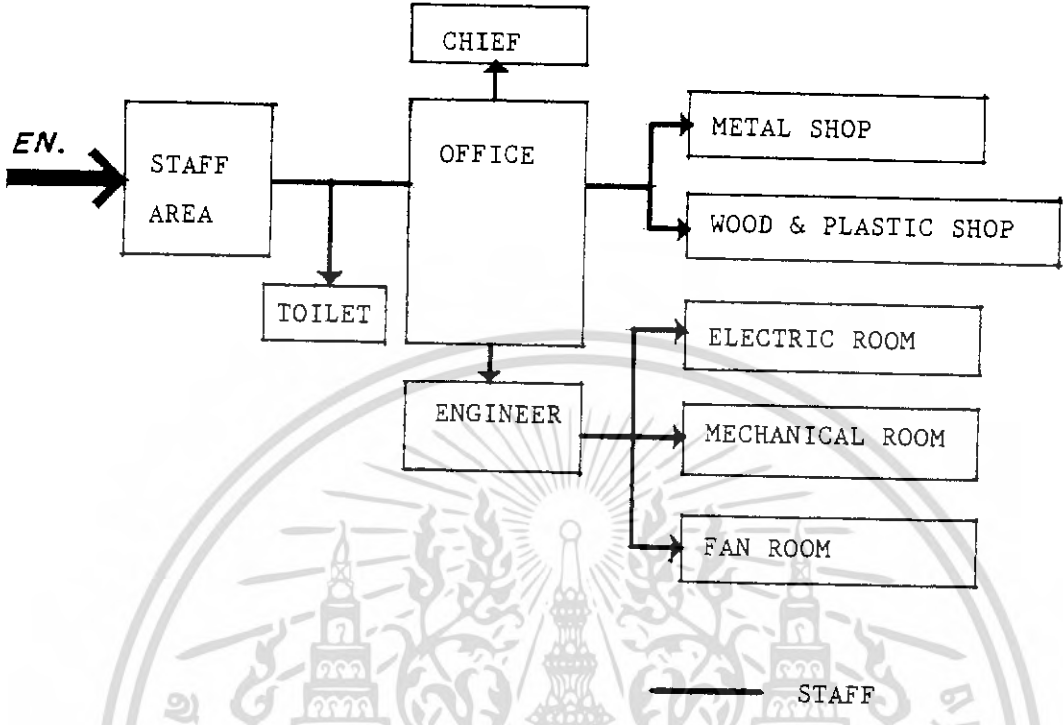 CHIEF
EN.
STAFF
AREA
OFFICE
METAL SHOP
WOOD & PLASTIC SHOP
TOILET
ELECTRIC ROOM
ENGINEER
MECHANICAL ROOM
FAN ROOM
STAFF